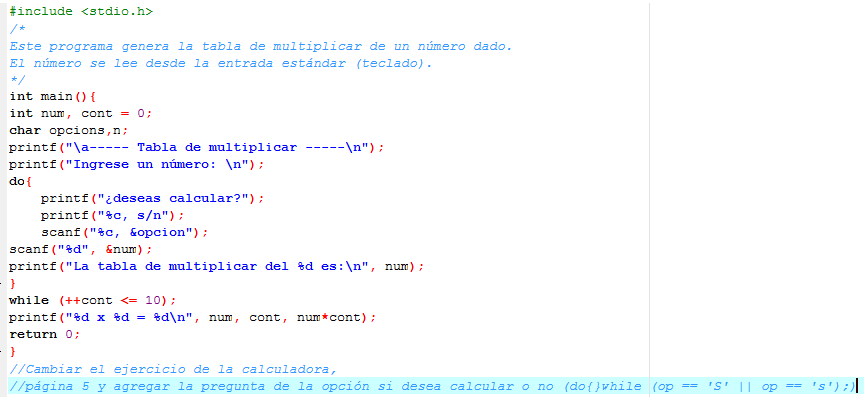 #include <stdio.h>
/*
Este programa genera la tabla de multiplicar de un número dado.
El número se lee desde la entrada estándar (teclado).
*/
int main(){
int num, cont = 0;
char opcions,n;
printf("\a----- Tabla de multiplicar -----\n");
printf("Ingrese un número: \n");
do{
    printf("¿deseas calcular?");
    printf("%c, s/n");
    scanf("%c, &opcion");
scanf("%d", &num);
printf("La tabla de multiplicar del %d es:\n", num);
}
while (++cont <= 10);
printf("%d x %d = %d\n", num, cont, num*cont);
return 0;
}
//Cambiar el ejercicio de la calculadora,
//página 5 y agregar la pregunta de la opción si desea calcular o no (do{}while (op == 'S' || op == 's');)